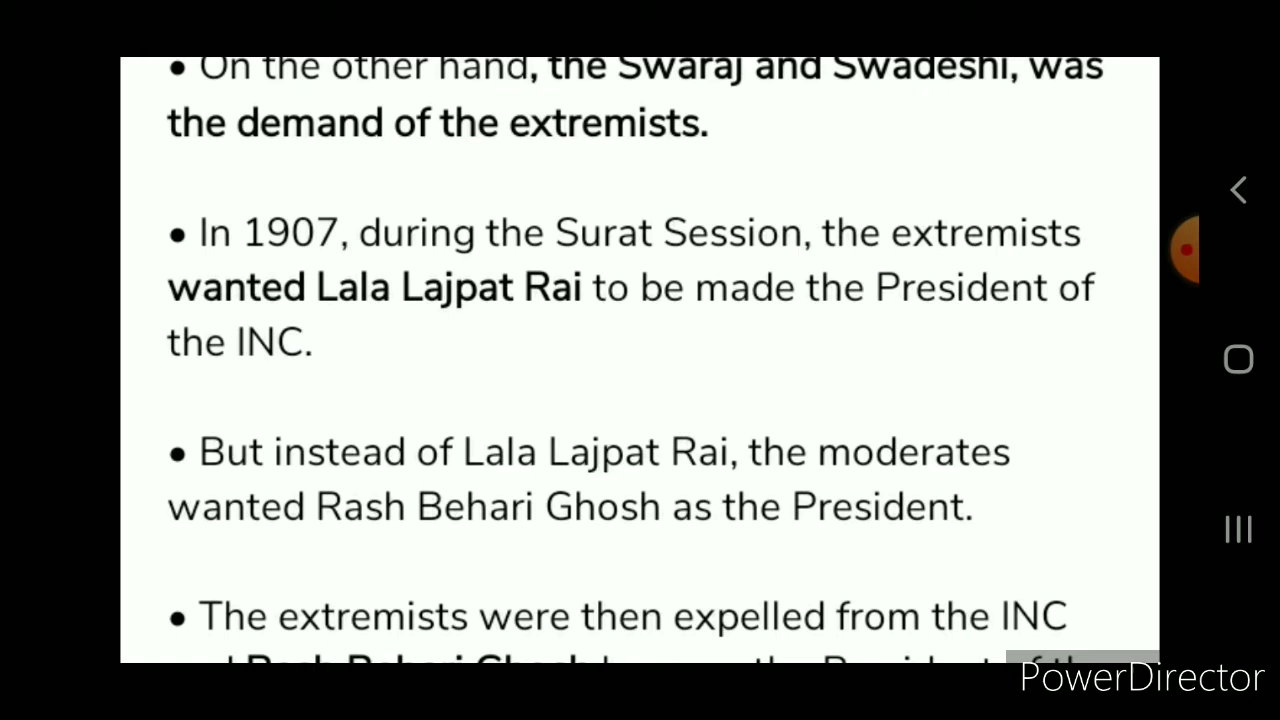 • On the other hand, the Swaraj and Swadeshi, was
the demand of the extremists.
• In 1907, during the Surat Session, the extremists
wanted Lala Lajpat Rai to be made the President of
the INC.
• But instead of Lala Lajpat Rai, the moderates
wanted Rash Behari Ghosh as the President.
• The extremists were then expelled from the INC
Rash Behari Ghosh
PowerDirector